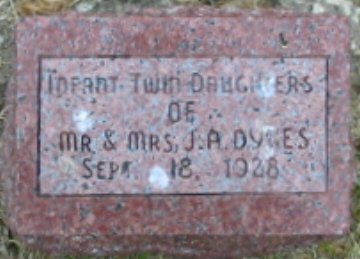 Infant Twin Daughters
Of
Mr & Mrs, J.A. Dykes
Sept. 18, 1928